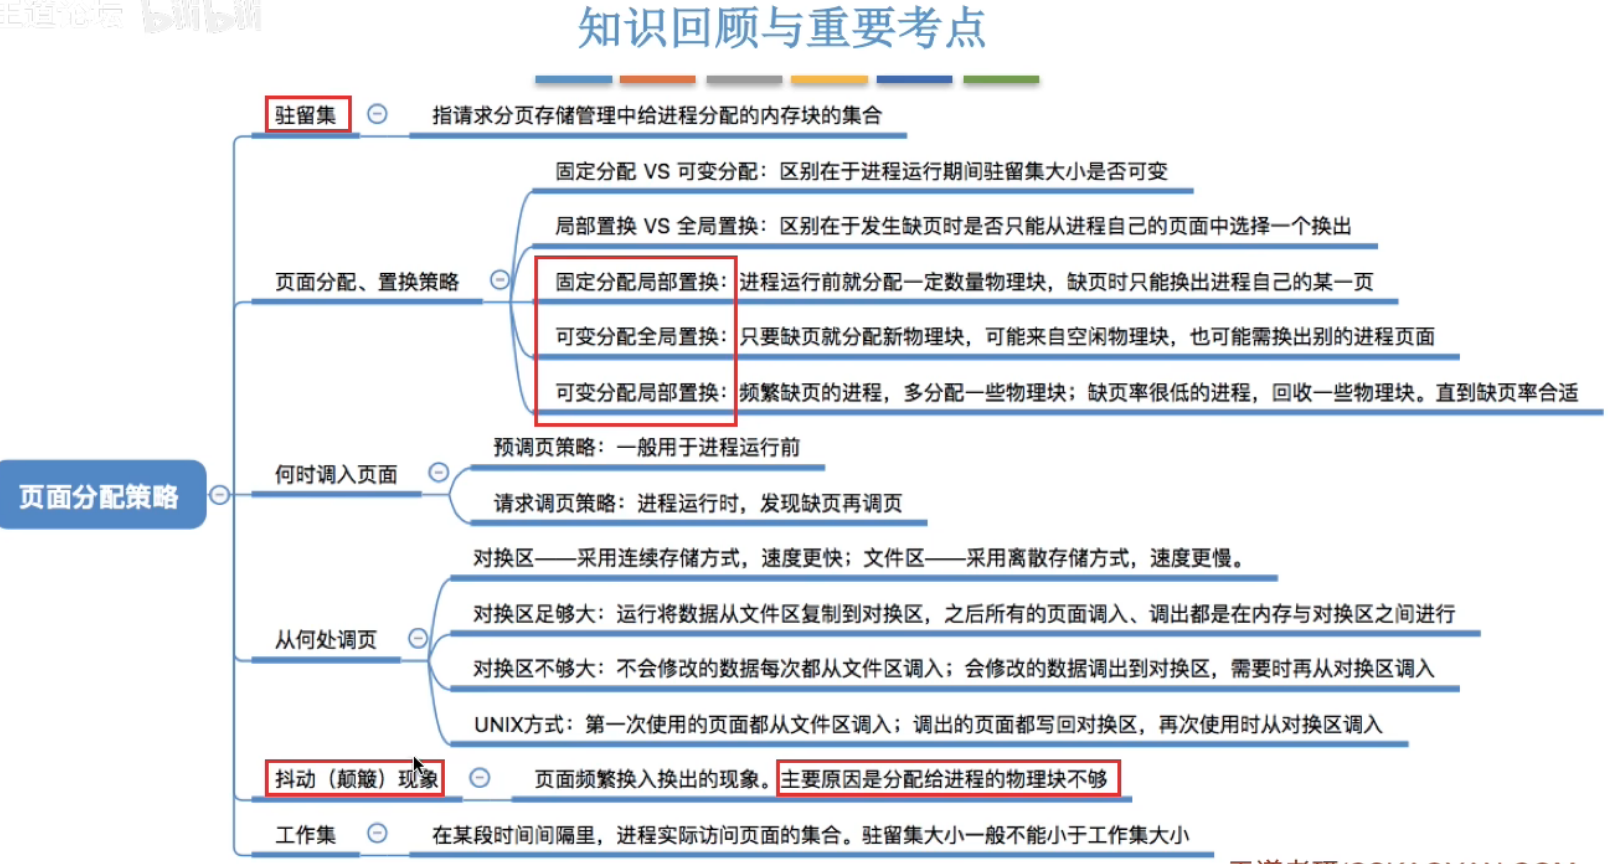 王道论坛 bilibili
知识回顾与重要考点
驻留集
指请求分页存储管理中给进程分配的内存块的集合
固定分配 VS 可变分配：区别在于进程运行期间驻留集大小是否可变
局部置换 VS 全局置换：区别在于发生缺页时是否只能从进程自己的页面中选择一个换出
页面分配、置换策略
固定分配局部置换：进程运行前就分配一定数量物理块，缺页时只能换出进程自己的某一页
可变分配全局置换：只要缺页就分配新物理块，可能来自空闲物理块，也可能需换出别的进程页面
可变分配局部置换：频繁缺页的进程，多分配一些物理块；缺页率很低的进程，回收一些物理块。直到缺页率合适
页面分配策略
何时调入页面
预调页策略：一般用于进程运行前
请求调页策略：进程运行时，发现缺页再调页
从何处调页
对换区——采用连续存储方式，速度更快；文件区——采用离散存储方式，速度更慢。
对换区足够大：运行将数据从文件区复制到对换区，之后所有的页面调入、调出都是在内存与对换区之间进行
对换区不够大：不会修改的数据每次都从文件区调入；会修改的数据调出到对换区，需要时再从对换区调入
UNIX方式：第一次使用的页面都从文件区调入；调出的页面都写回对换区，再次使用时从对换区调入
抖动（颠簸）现象
页面频繁换入换出的现象。主要原因是分配给进程的物理块不够
工作集
在某段时间间隔里，进程实际访问页面的集合。驻留集大小一般不能小于工作集大小